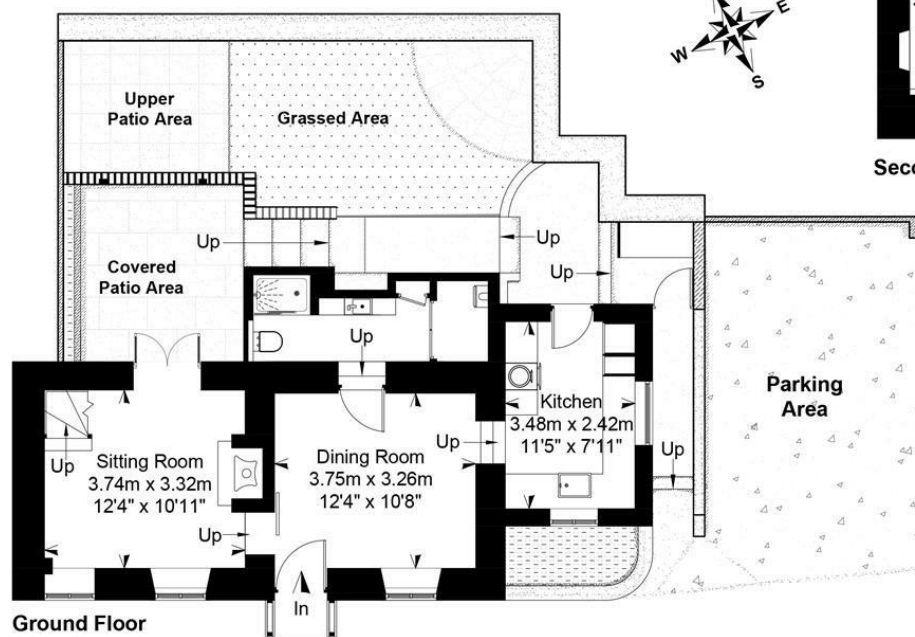 W
E
S
Seco
Upper
Patio Area
Grassed Area
Up
Up
Up
Covered
Patio Area
Up
Parking
Area
Kitchen
3.48m x 2.42m
11'5" x 7'11"
Up
Up
Up
Sitting Room
3.74m x 3.32m
12'4" x 10'11"
Dining Room
3.75m x 3.26m
12'4" x 10'8"
Up
In
Ground Floor